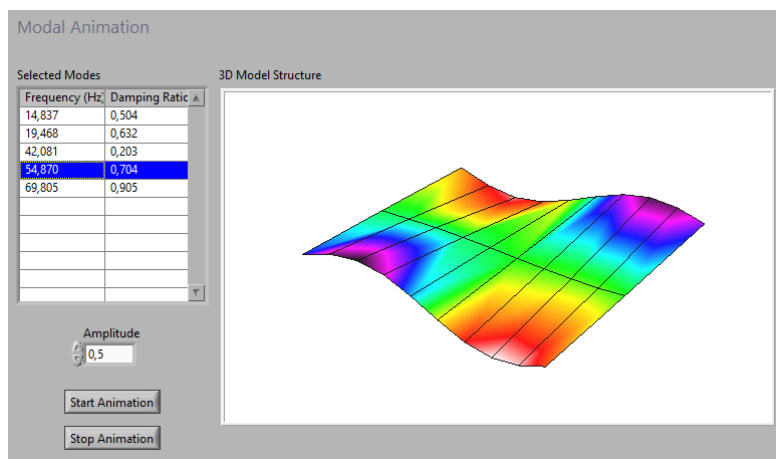 Modal Animation
Selected Modes
3D Model Structure
Frequency (Hz) Damping Ratio
14,837 0,504
19,468 0,632
42,081 0,203
54,870 0,704
69,805 0,905
Amplitude
0,5
Start Animation
Stop Animation